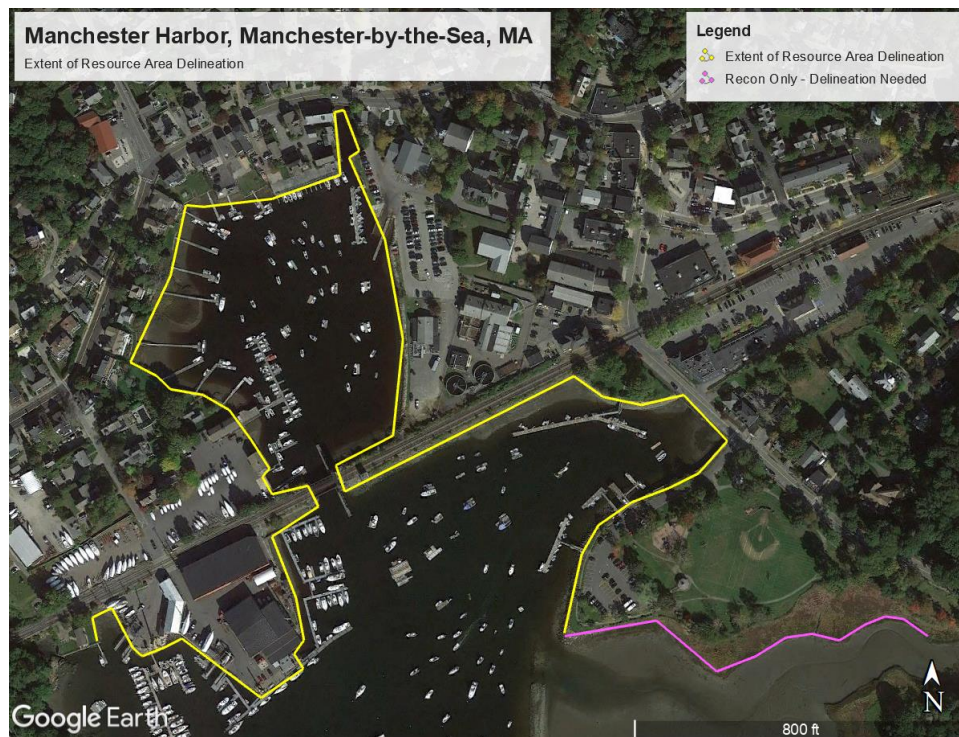 Manchester Harbor, Manchester-by-the-Sea, MA
Extent of Resource Area Delineation
Legend
Extent of Resource Area Delineation
Recon Only - Delineation Needed
N
Google Earth
800 ft